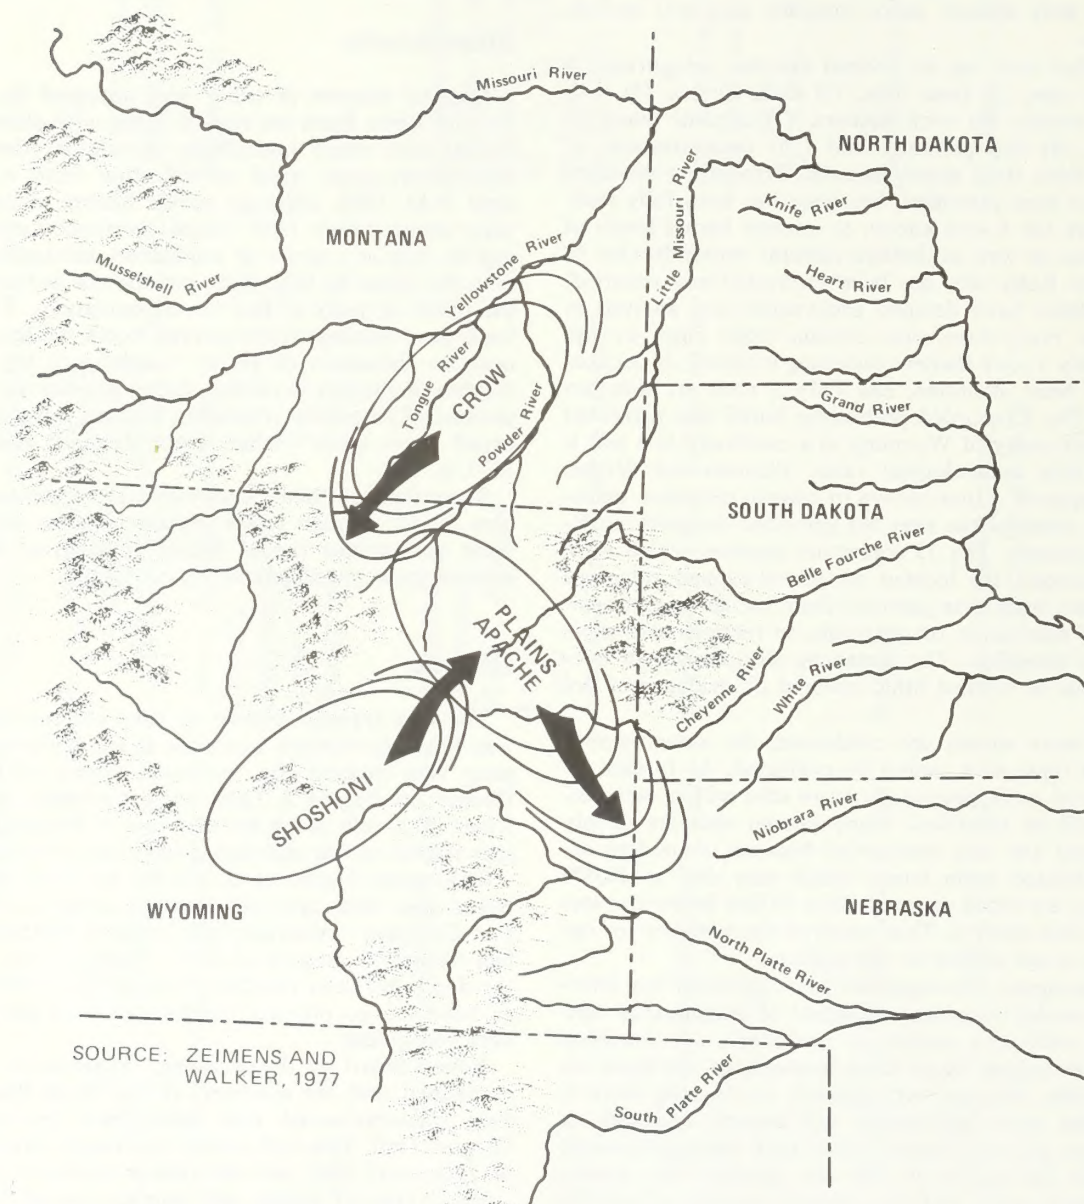 Missouri River
NORTH DAKOTA
Little Missouri River
Knife River
MONTANA
Yellowstone River
Heart River
Musselshell River
Tongue River
CROW
Powder River
Grand River
SOUTH DAKOTA
Belle Fourche River
PLAINS
APACHE
Cheyenne River
White River
SHOSHONI
Niobrara River
WYOMING
NEBRASKA
North Platte River
SOURCE: ZEIMENS AND
WALKER, 1977
South Platte River